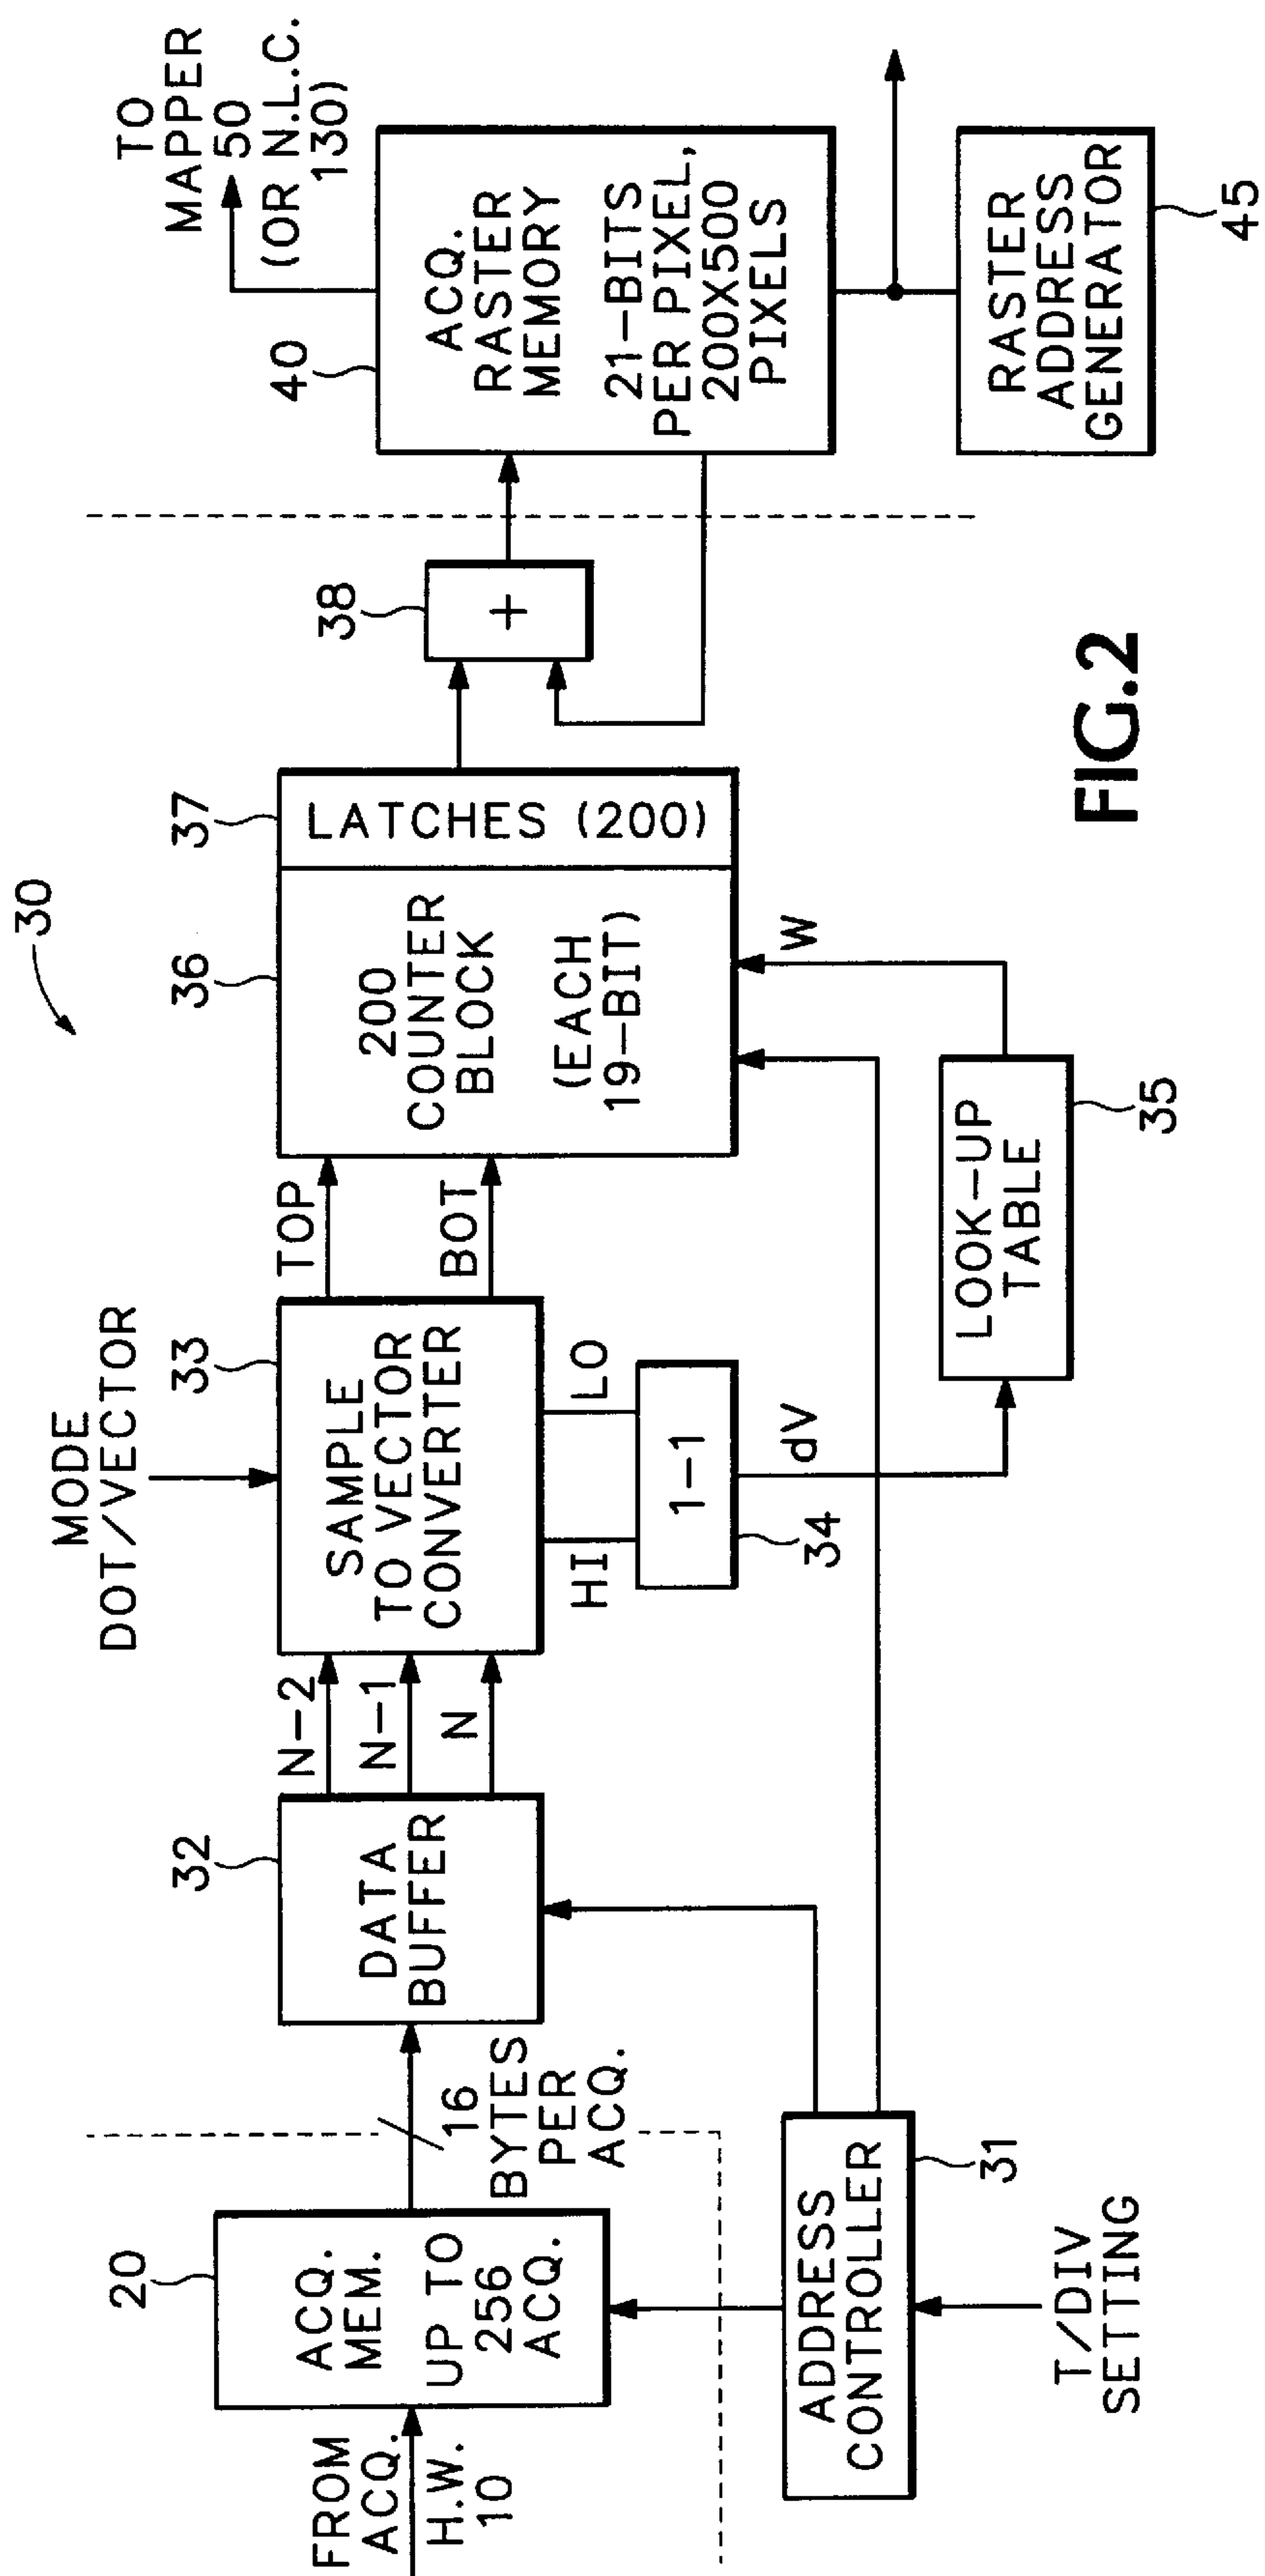 30
FROM
ACQ.
H.W.
10
20
ACQ.
MEM.
UP TO
256
ACQ.
16
BYTES
PER
ACQ.
32
DATA
BUFFER
N-2
N-1
N
MODE
DOT/VECTOR
33
SAMPLE
TO VECTOR
CONVERTER
HI
LO
1-1
34
dV
TOP
BOT
36
200
COUNTER
BLOCK
(EACH
19-BIT)
37
LATCHES (200)
W
LOOK-UP
TABLE
35
38
+
40
ACQ.
RASTER
MEMORY
21-BITS
PER PIXEL,
200X500
PIXELS
TO
MAPPER
50
(OR N.L.C.
130)
RASTER
ADDRESS
GENERATOR
45
ADDRESS
CONTROLLER
31
T/DIV
SETTING
FIG.2